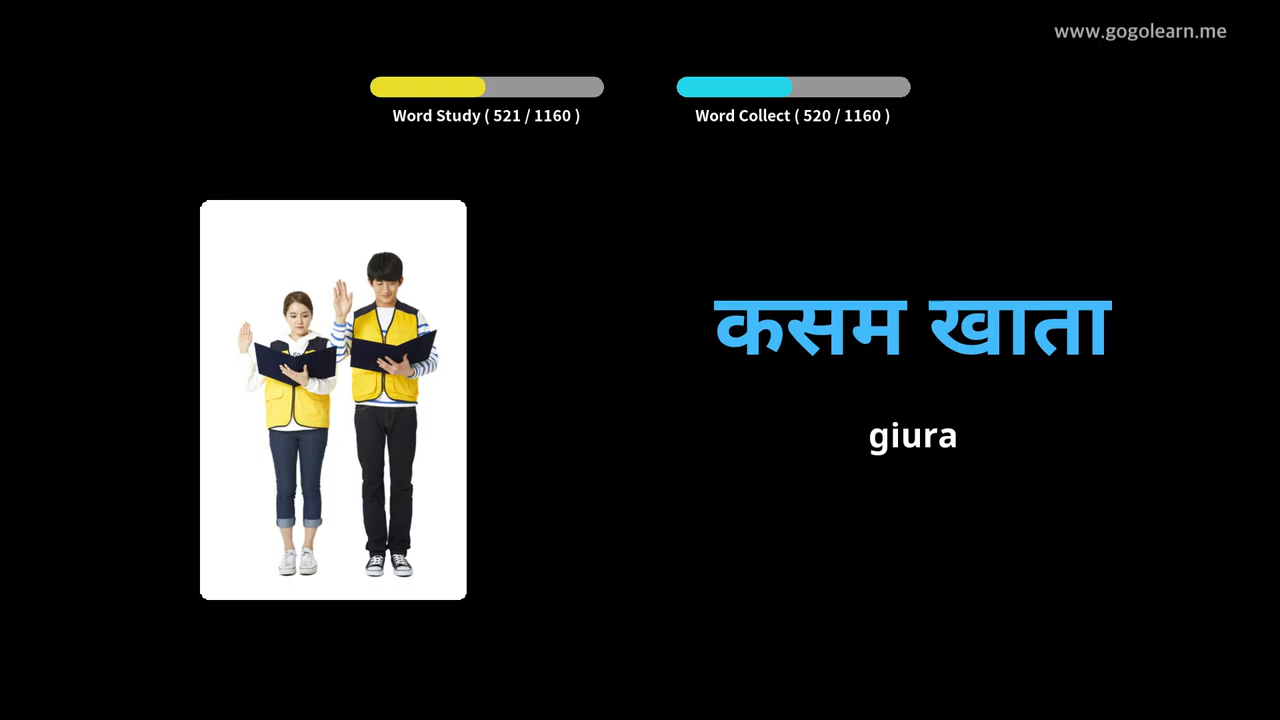 www.gogolearn.me
Word Study ( 521 / 1160 )
Word Collect ( 520 / 1160 )
कसम खाता
giura